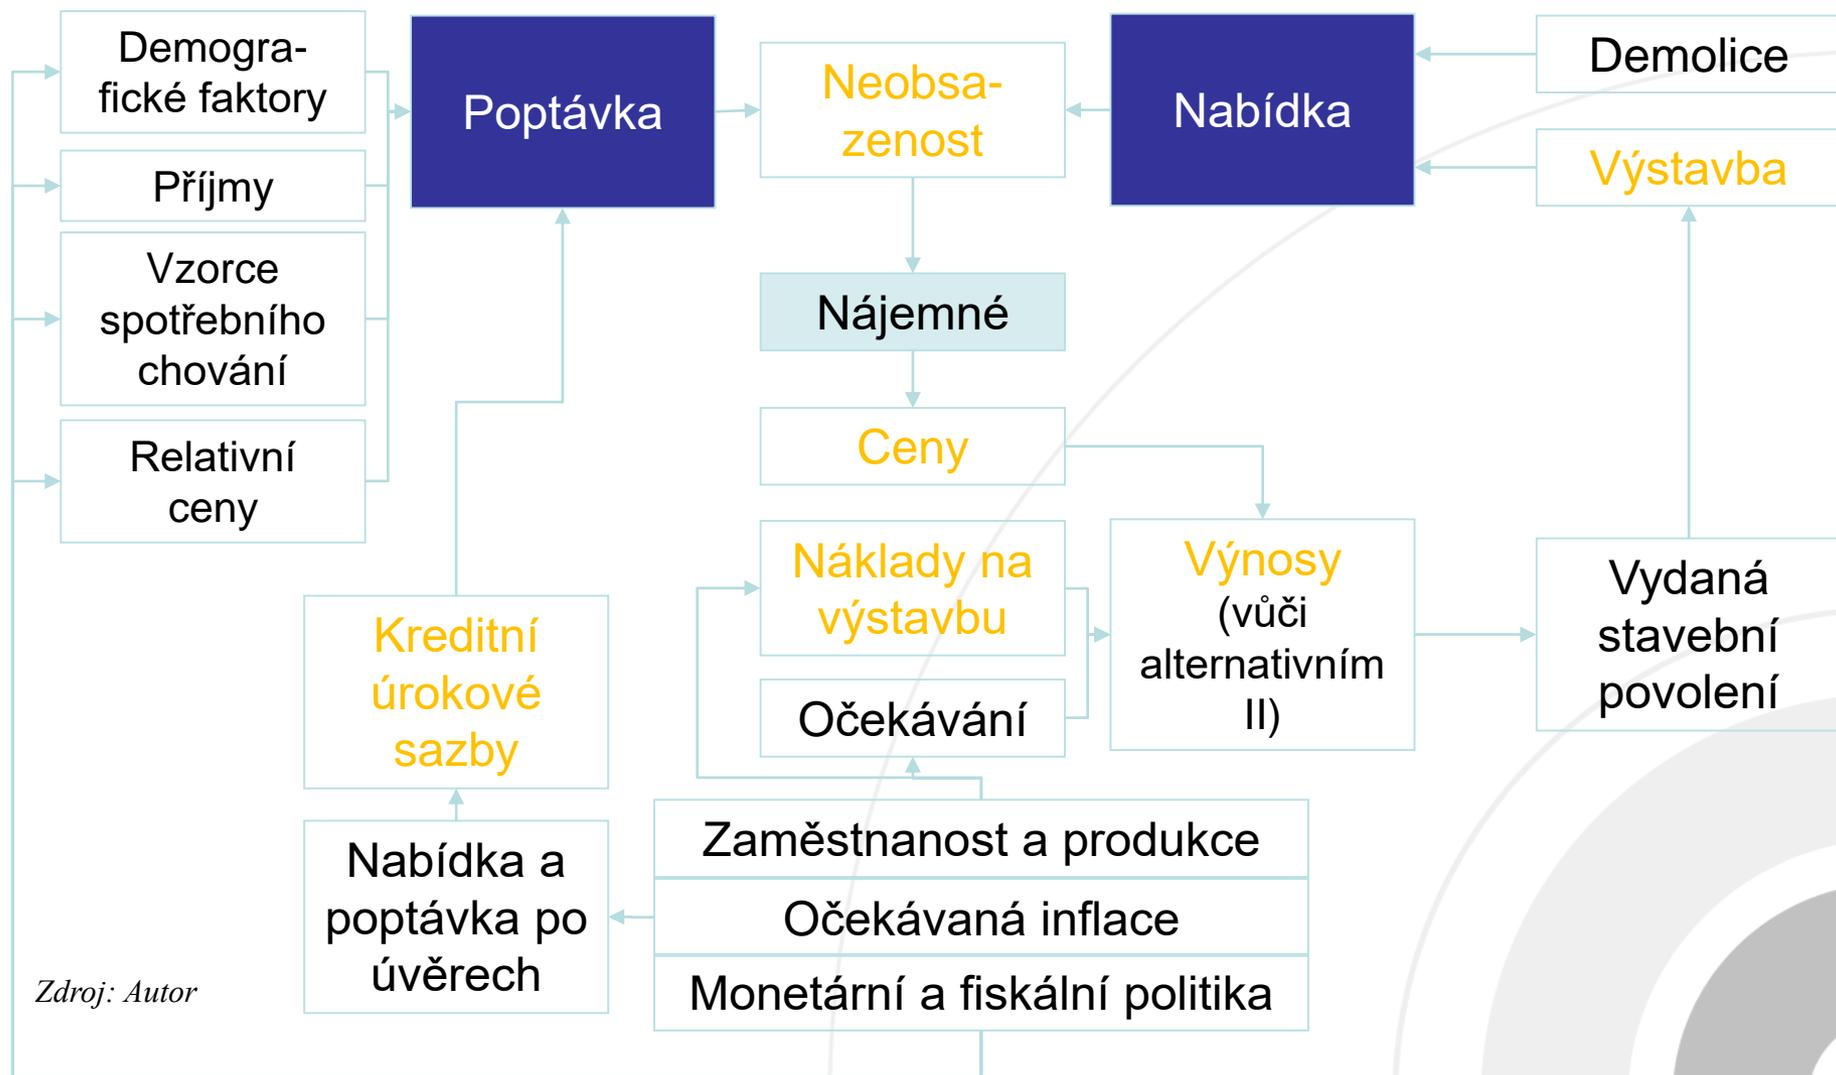 Demogra-
fické faktory
Příjmy
Vzorce
spotřebního
chování
Relativní
ceny
Poptávka
Neobsa-
zenost
Nabídka
Demolice
Výstavba
Nájemné
Ceny
Náklady na
výstavbu
Očekávání
Výnosy
(vůči
alternativním
II)
Vydaná
stavební
povolení
Kreditní
úrokové
sazby
Nabídka a
poptávka po
úvěrech
Zaměstnanost a produkce
Očekávaná inflace
Monetární a fiskální politika
Zdroj: Autor